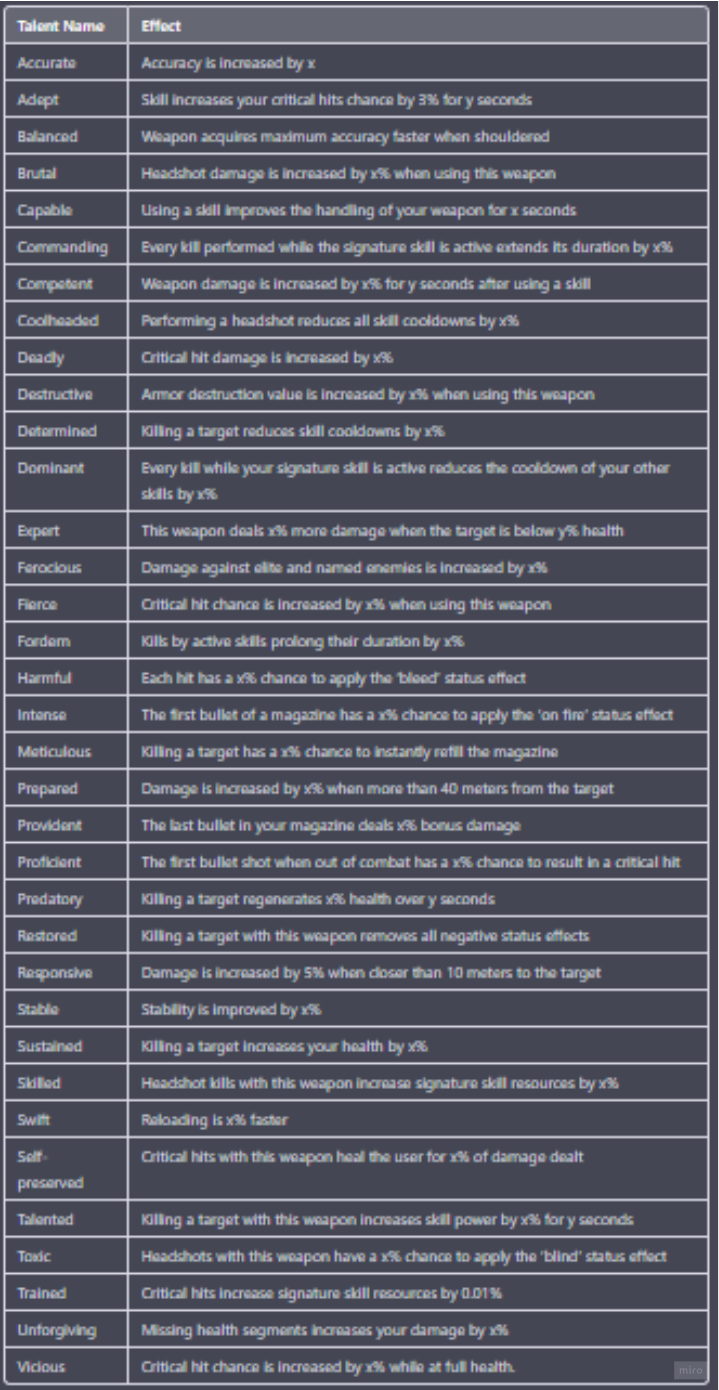 Talent Name Effect
Accurate Accuracy is increased by x
Adept Skill increases your critical hits chance by 3% for y seconds
Balanced Weapon acquires maximum accuracy faster when shouldered
Brutal Headshot damage is increased by x% when using this weapon
Capable Using a skill improves the handling of your weapon for x seconds
Commanding Every kill performed while the signature skill is active extends its duration by x%
Competent Weapon damage is increased by x% for y seconds after using a skill
Coolheaded Performing a headshot reduces all skill cooldowns by x%
Deadly Critical hit damage is increased by x%
Destructive Armor destruction value is increased by x% when using this weapon
Determined Killing a target reduces skill cooldowns by x%
Dominant Every kill while your signature skill is active reduces the cooldown of your other
skills by x%
Expert This weapon deals x% more damage when the target is below y% health
Ferocious Damage against elite and named enemies is increased by x%
Fierce Critical hit chance is increased by x% when using this weapon
Fordern Kills by active skills prolong their duration by x%
Harmful Each hit has a x% chance to apply the 'bleed' status effect
Intense The first bullet of a magazine has a x% chance to apply the 'on fire' status effect
Meticulous Killing a target has a x% chance to instantly refill the magazine
Prepared Damage is increased by x% when more than 40 meters from the target
Provident The last bullet in your magazine deals x% bonus damage
Proficient The first bullet shot when out of combat has a x% chance to result in a critical hit
Predatory Killing a target regenerates x% health over y seconds
Restored Killing a target with this weapon removes all negative status effects
Responsive Damage is increased by 5% when closer than 10 meters to the target
Stable Stability is improved by x%
Sustained Killing a target increases your health by x%
Skilled Headshot kills with this weapon increase signature skill resources by x%
Swift Reloading is x% faster
Self- Critical hits with this weapon heal the user for x% of damage dealt
preserved
Talented Killing a target with this weapon increases skill power by x% for y seconds
Toxic Headshots with this weapon have a x% chance to apply the 'blind' status effect
Trained Critical hits increase signature skill resources by 0.01%
Unforgiving Missing health segments increases your damage by x%
Vicious Critical hit chance is increased by x% while at full health.
miro